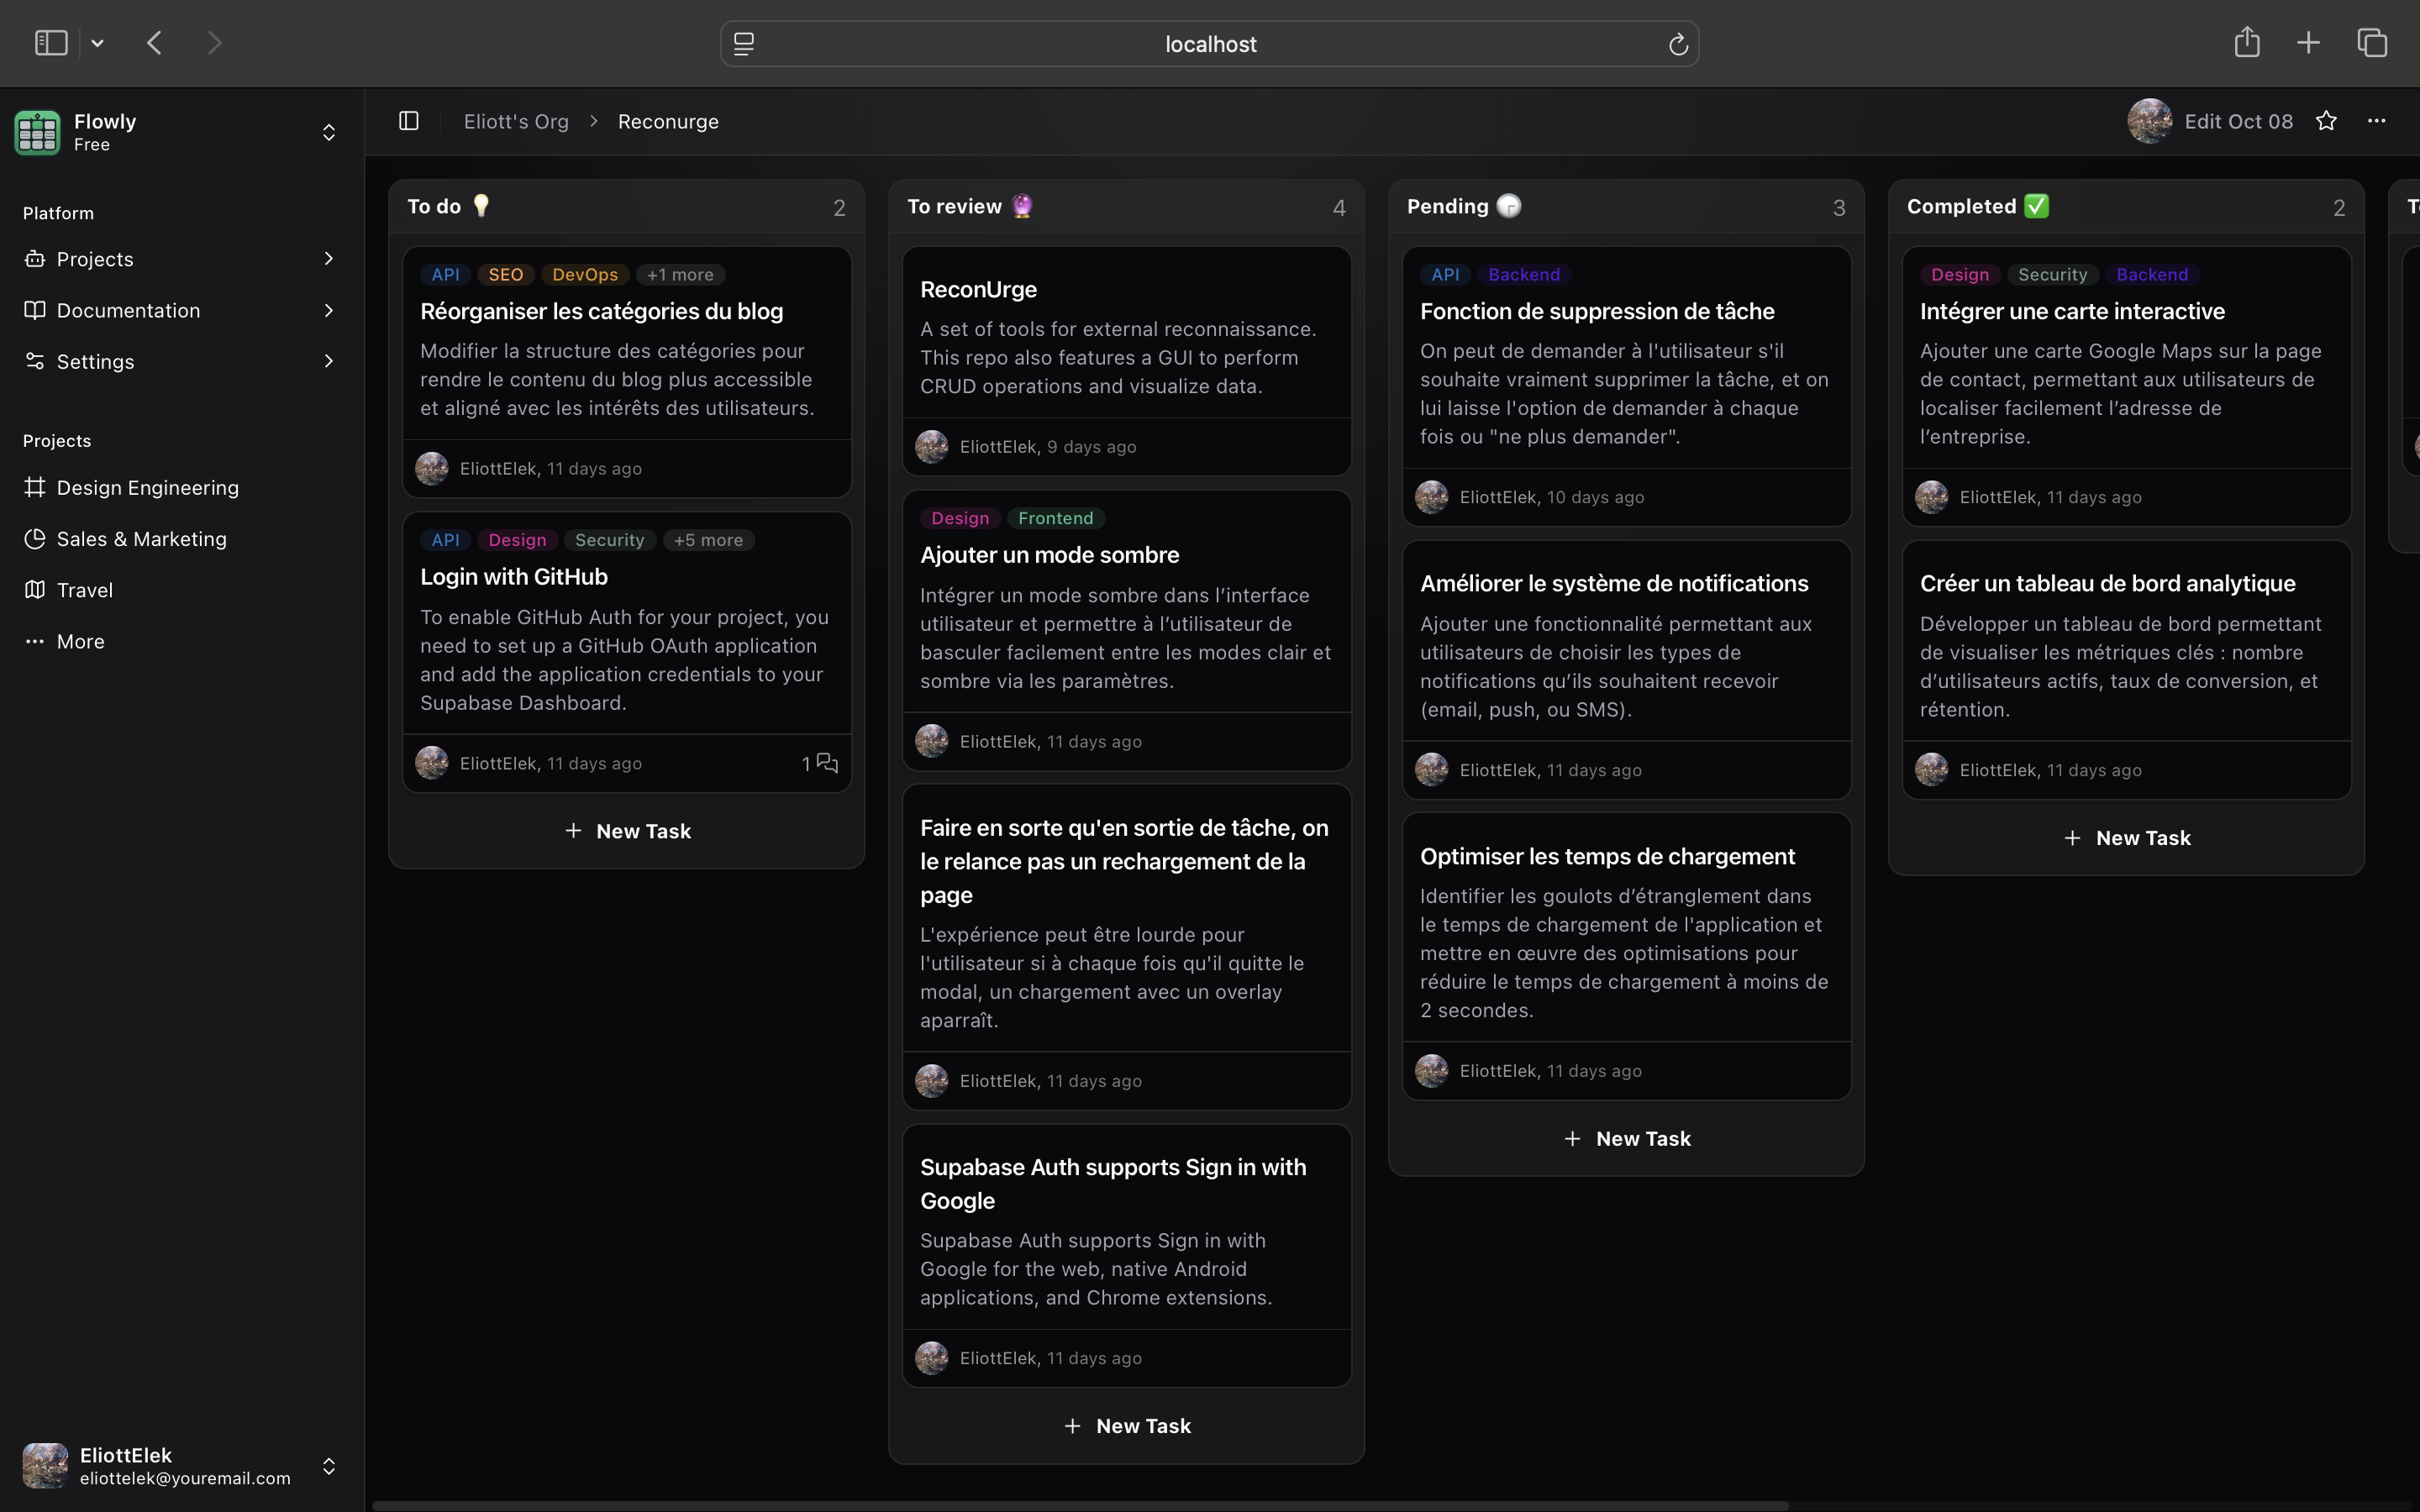 localhost
Flowly
Free
Platform
Projects
Documentation
Settings
Projects
Design Engineering
Sales & Marketing
Travel
More
EliottElek
eliottelek@youremail.com
Eliott's Org
Reconurge
Edit Oct 08
To do 💡
2
API
SEO
DevOps
+1 more
Réorganiser les catégories du blog
Modifier la structure des catégories pour
rendre le contenu du blog plus accessible
et aligné avec les intérêts des utilisateurs.
EliottElek, 11 days ago
API
Design
Security
+5 more
Login with GitHub
To enable GitHub Auth for your project, you
need to set up a GitHub OAuth application
and add the application credentials to your
Supabase Dashboard.
EliottElek, 11 days ago
1
+ New Task
To review 🔮
4
ReconUrge
A set of tools for external reconnaissance.
This repo also features a GUI to perform
CRUD operations and visualize data.
EliottElek, 9 days ago
Design
Frontend
Ajouter un mode sombre
Intégrer un mode sombre dans l’interface
utilisateur et permettre à l’utilisateur de
basculer facilement entre les modes clair et
sombre via les paramètres.
EliottElek, 11 days ago
Faire en sorte qu'en sortie de tâche, on
le relance pas un rechargement de la
page
L'expérience peut être lourde pour
l'utilisateur si à chaque fois qu'il quitte le
modal, un chargement avec un overlay
aparraît.
EliottElek, 11 days ago
Supabase Auth supports Sign in with
Google
Supabase Auth supports Sign in with
Google for the web, native Android
applications, and Chrome extensions.
EliottElek, 11 days ago
+ New Task
Pending 🕞
3
API
Backend
Fonction de suppression de tâche
On peut de demander à l'utilisateur s'il
souhaite vraiment supprimer la tâche, et on
lui laisse l'option de demander à chaque
fois ou "ne plus demander".
EliottElek, 10 days ago
Améliorer le système de notifications
Ajouter une fonctionnalité permettant aux
utilisateurs de choisir les types de
notifications qu’ils souhaitent recevoir
(email, push, ou SMS).
EliottElek, 11 days ago
Optimiser les temps de chargement
Identifier les goulots d’étranglement dans
le temps de chargement de l'application et
mettre en œuvre des optimisations pour
réduire le temps de chargement à moins de
2 secondes.
EliottElek, 11 days ago
+ New Task
Completed ✅
2
Design
Security
Backend
Intégrer une carte interactive
Ajouter une carte Google Maps sur la page
de contact, permettant aux utilisateurs de
localiser facilement l’adresse de
l’entreprise.
EliottElek, 11 days ago
Créer un tableau de bord analytique
Développer un tableau de bord permettant
de visualiser les métriques clés : nombre
d’utilisateurs actifs, taux de conversion, et
rétention.
EliottElek, 11 days ago
+ New Task